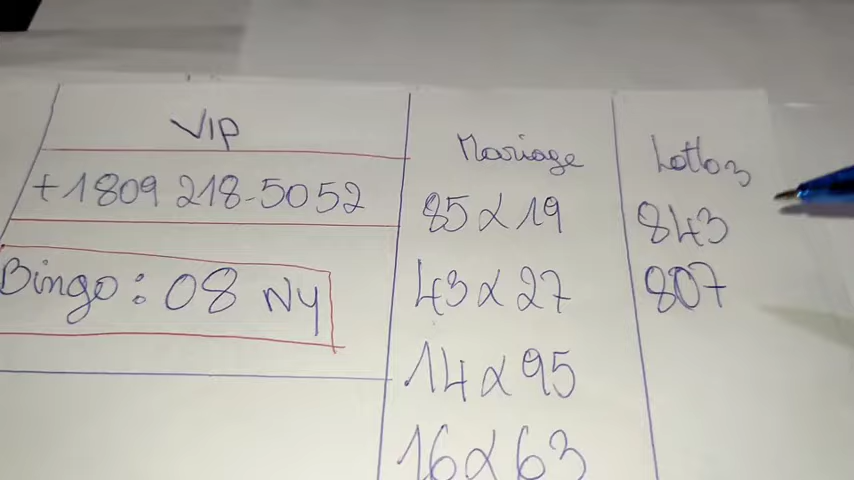 VIP
+1809 218-5052
Bingo: 08 NY
Mariage
85 x 19
43 x 27
14 x 95
16 x 63
Lotto3
843
807